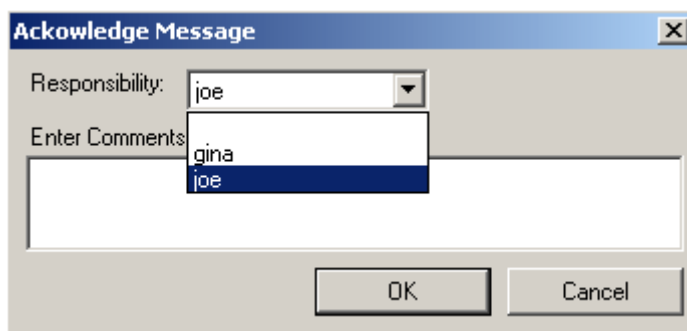 Ackowledge Message
Responsibility: joe
Enter Comments
gina
joe
OK Cancel